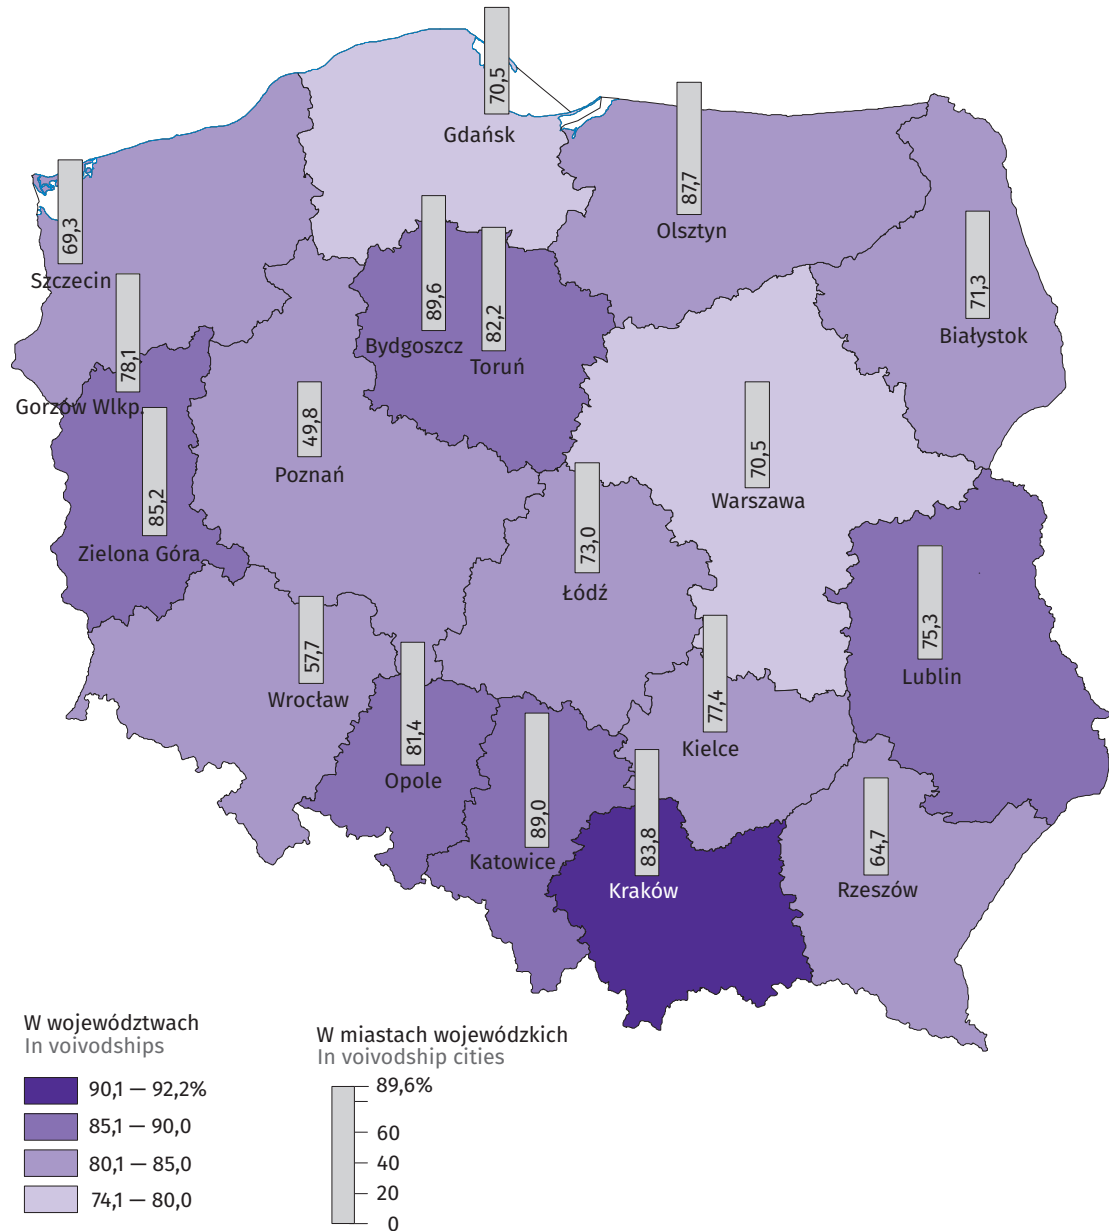 70,5
Gdańsk
87,7
Olsztyn
69,3
Szczecin
89,6
Bydgoszcz
82,2
Toruń
71,3
Białystok
78,1
Gorzów Wlkp.
49,8
Poznań
70,5
Warszawa
85,2
Zielona Góra
73,0
Łódź
75,3
Lublin
57,7
Wrocław
77,4
Kielce
81,4
Opole
89,0
Katowice
83,8
Kraków
64,7
Rzeszów
W województwach
In voivodships
90,1 — 92,2%
85,1 — 90,0
80,1 — 85,0
74,1 — 80,0
W miastach wojewódzkich
In voivodship cities
89,6%
60
40
20
0